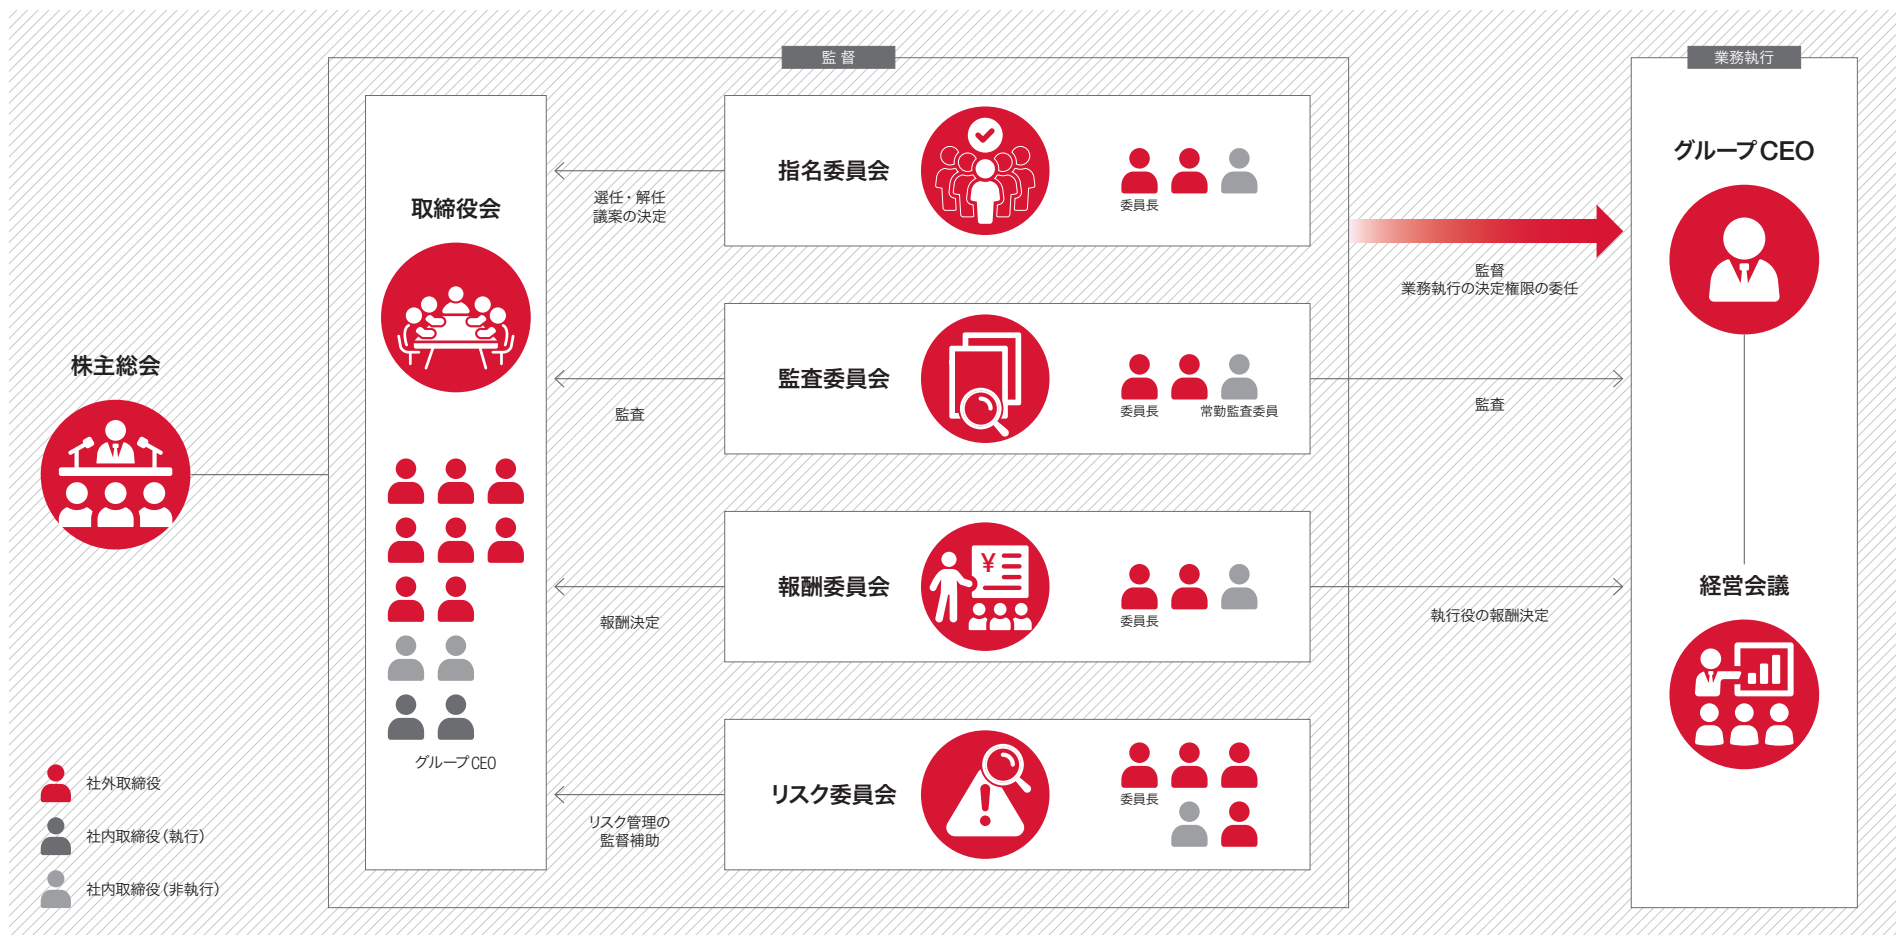 監督
業務執行
株主総会
取締役会
グループCEO
選任・解任
議案の決定
監査
報酬決定
リスク管理の
監督補助
指名委員会
委員長
監査委員会
委員長
常勤監査委員
報酬委員会
¥
委員長
リスク委員会
委員長
監督
業務執行の決定権限の委任
監査
執行役の報酬決定
グループCEO
経営会議
社外取締役
社内取締役（執行）
社内取締役（非執行）